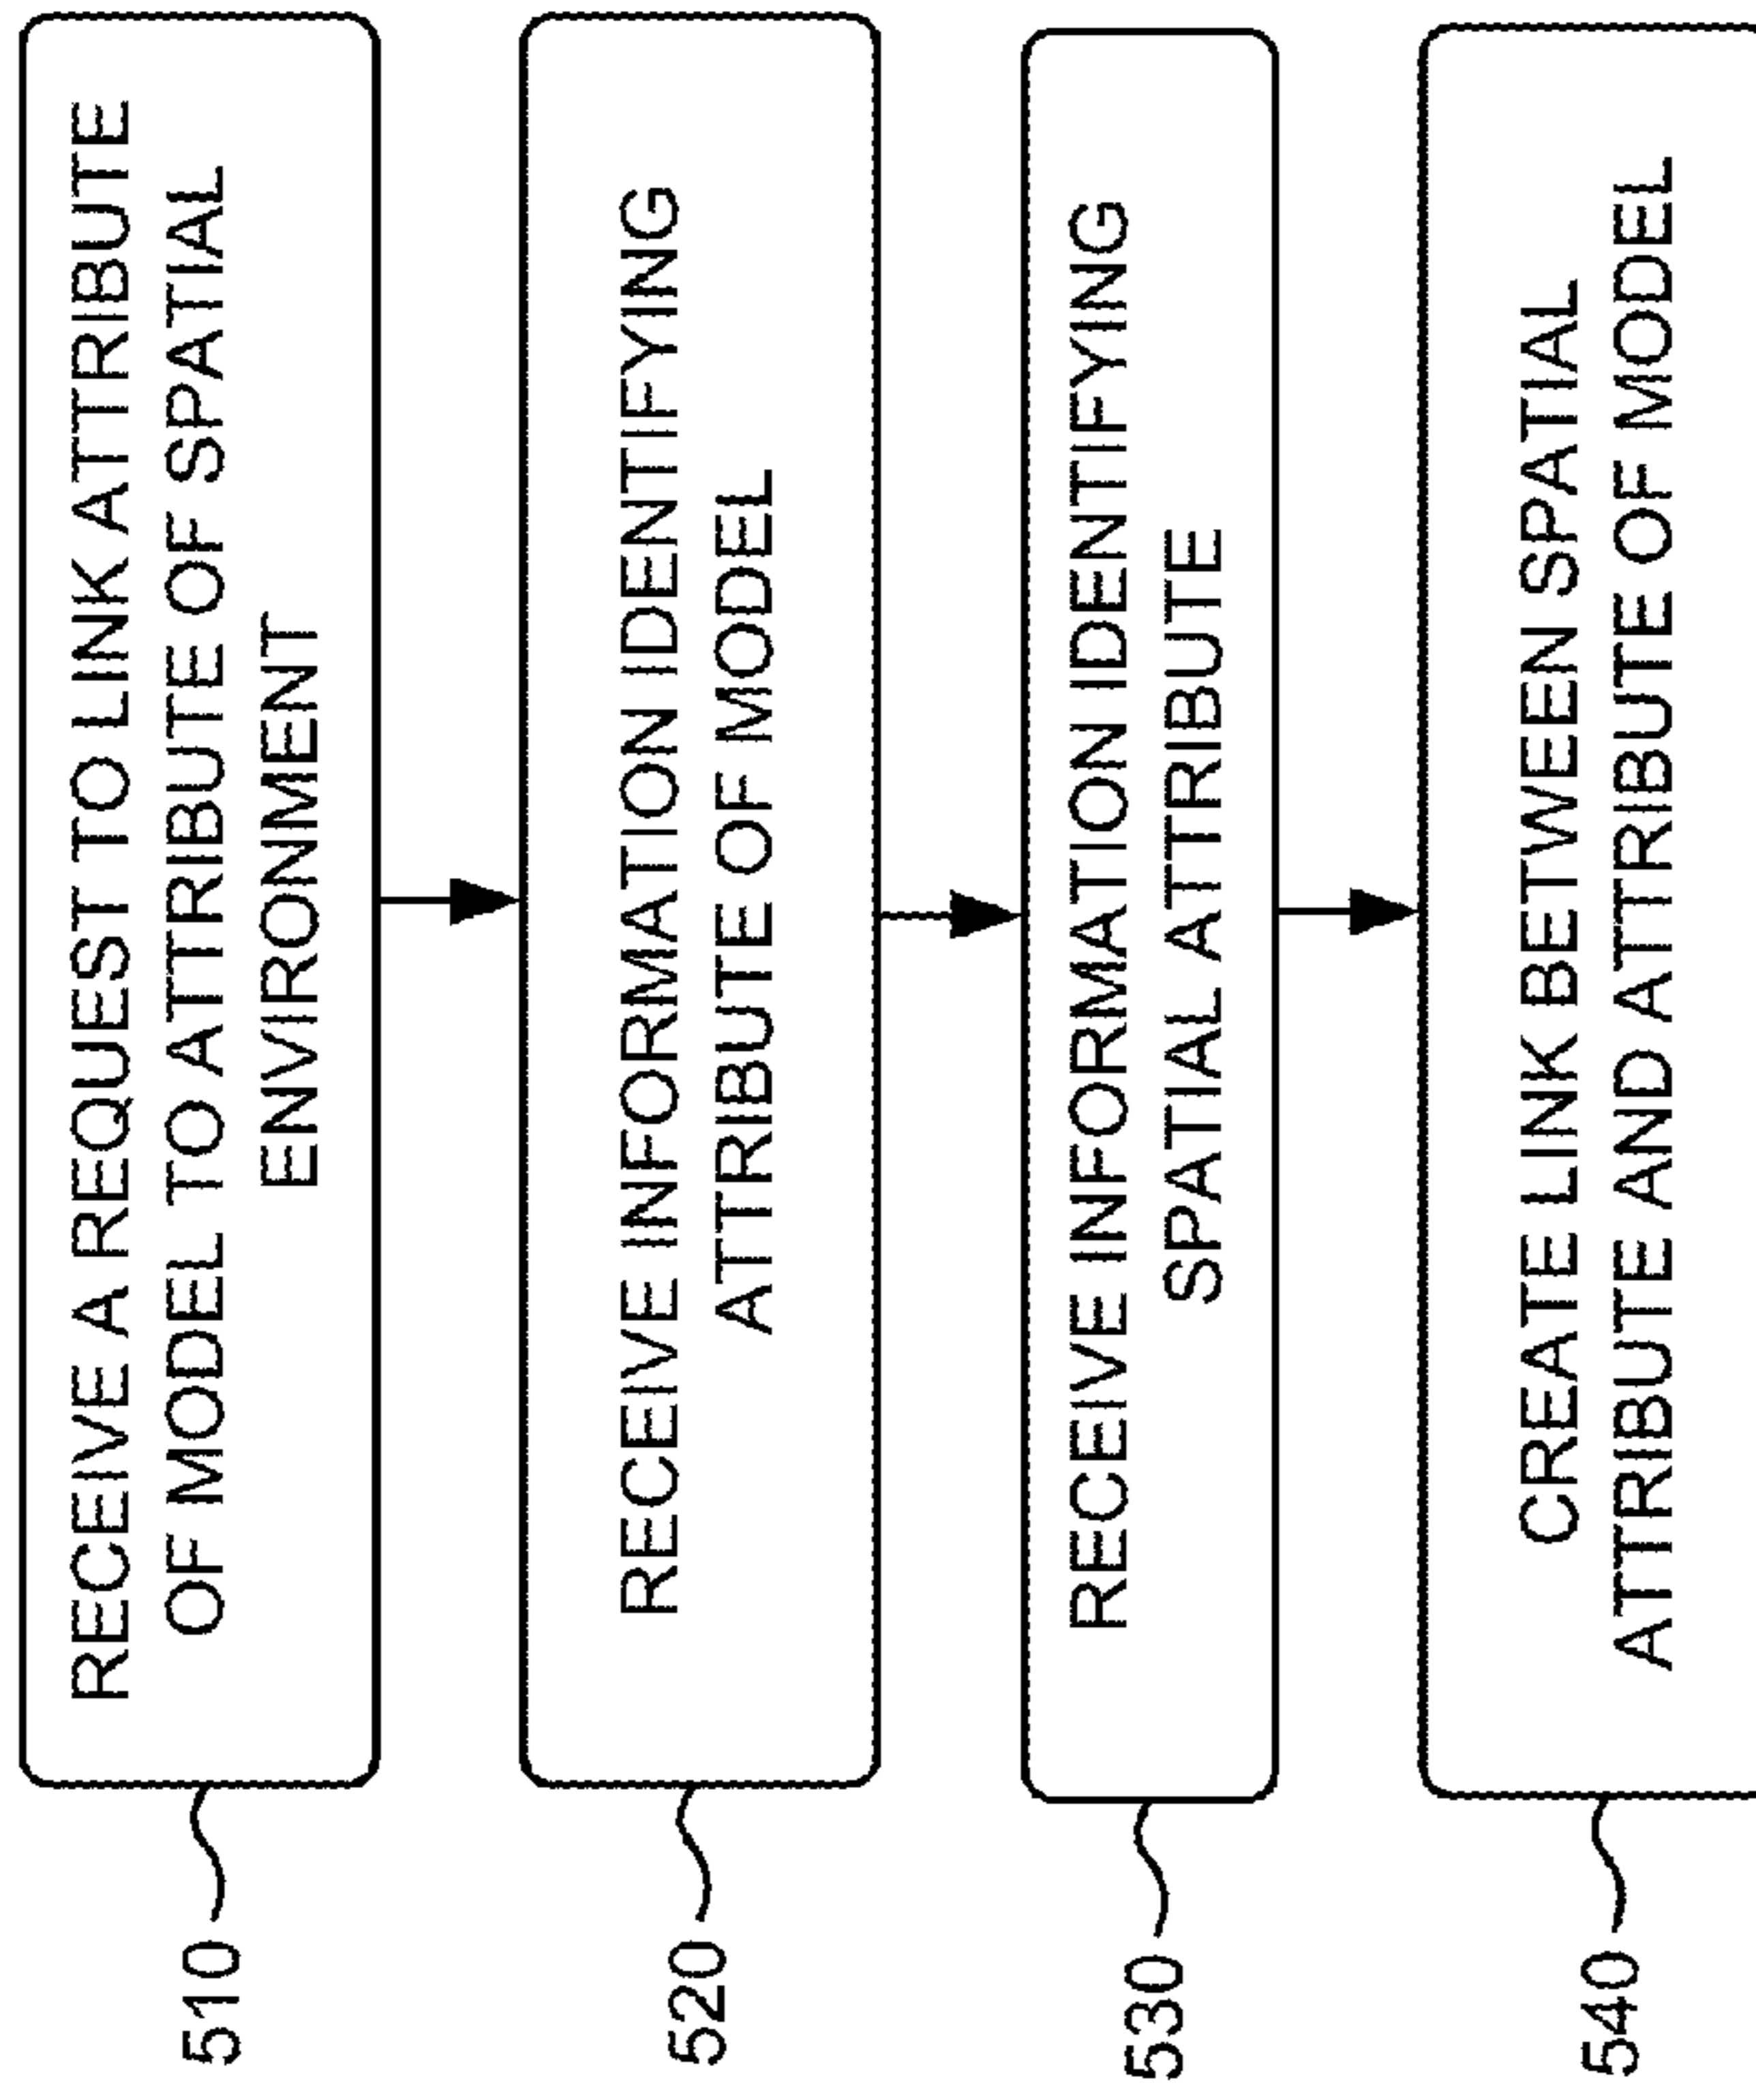 510
RECEIVE A REQUEST TO LINK ATTRIBUTE
OF MODEL TO ATTRIBUTE OF SPATIAL
ENVIRONMENT
520
RECEIVE INFORMATION IDENTIFYING
ATTRIBUTE OF MODEL
530
RECEIVE INFORMATION IDENTIFYING
SPATIAL ATTRIBUTE
540
CREATE LINK BETWEEN SPATIAL
ATTRIBUTE AND ATTRIBUTE OF MODEL